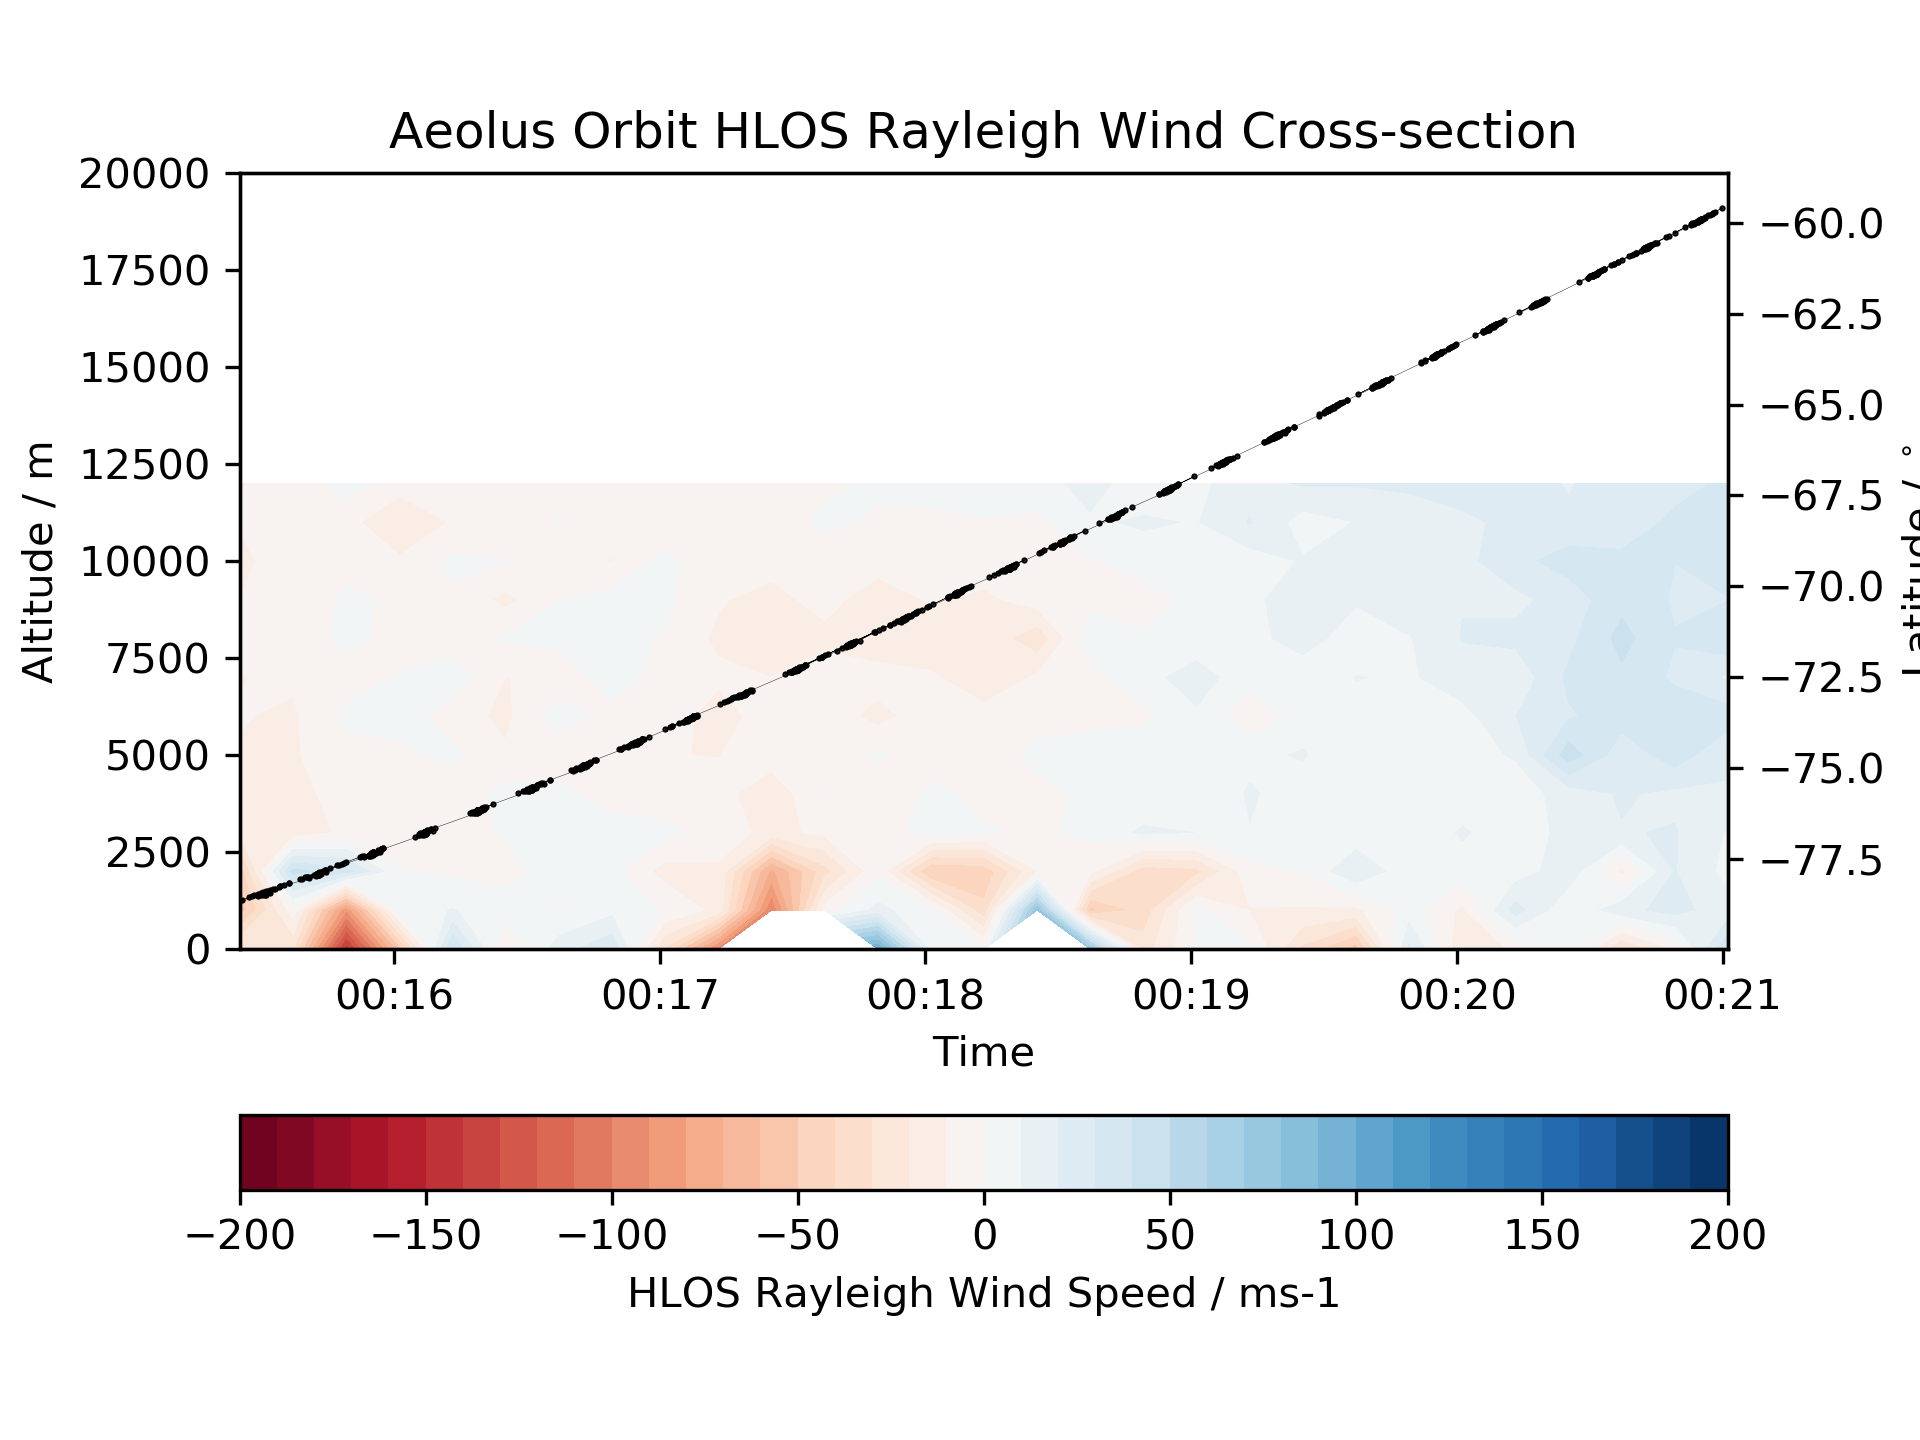 Aeolus Orbit HLOS Rayleigh Wind Cross-section
20000
17500
15000
12500
10000
7500
5000
2500
0
Altitude / m
−60.0
−62.5
−65.0
−67.5
−70.0
−72.5
−75.0
−77.5
Latitude / °
00:16 00:17 00:18 00:19 00:20 00:21
Time
−200 −150 −100 −50 0 50 100 150 200
HLOS Rayleigh Wind Speed / ms-1